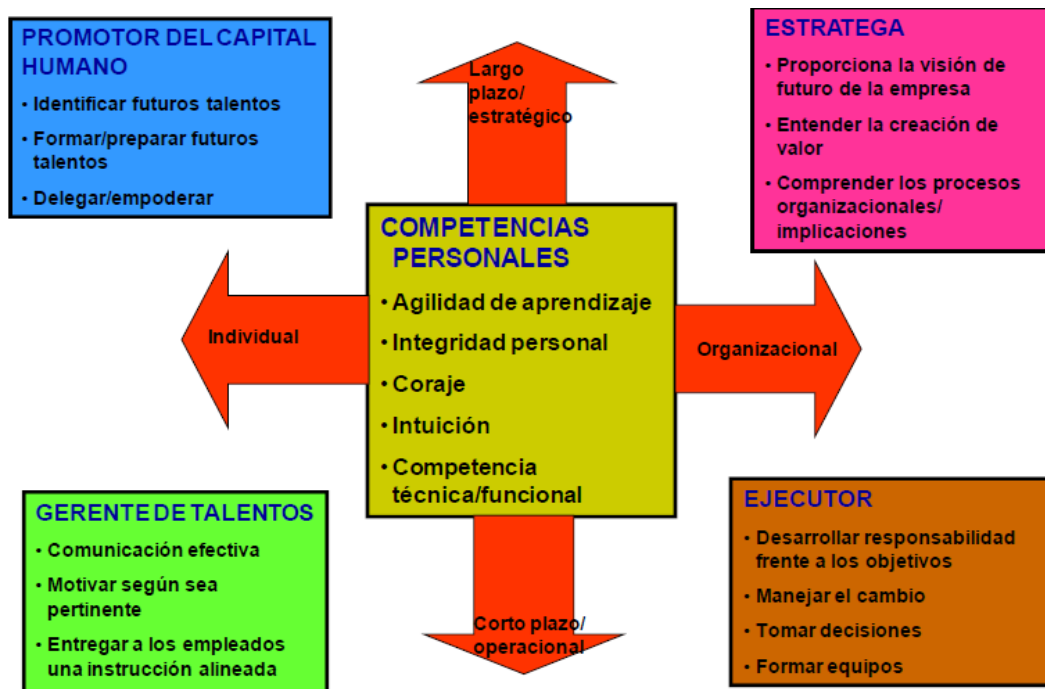 PROMOTOR DEL CAPITAL
HUMANO
• Identificar futuros talentos
• Formar/preparar futuros
talentos
• Delegar/empoderar
Largo
plazo/
estratégico
ESTRATEGA
• Proporciona la visión de
futuro de la empresa
• Entender la creación de
valor
• Comprender los procesos
organizacionales/
implicaciones
COMPETENCIAS
PERSONALES
• Agilidad de aprendizaje
• Integridad personal
• Coraje
• Intuición
• Competencia
técnica/funcional
Individual
Organizacional
GERENTE DE TALENTOS
• Comunicación efectiva
• Motivar según sea
pertinente
• Entregar a los empleados
una instrucción alineada
Corto plazo/
operacional
EJECUTOR
• Desarrollar responsabilidad
frente a los objetivos
• Manejar el cambio
• Tomar decisiones
• Formar equipos